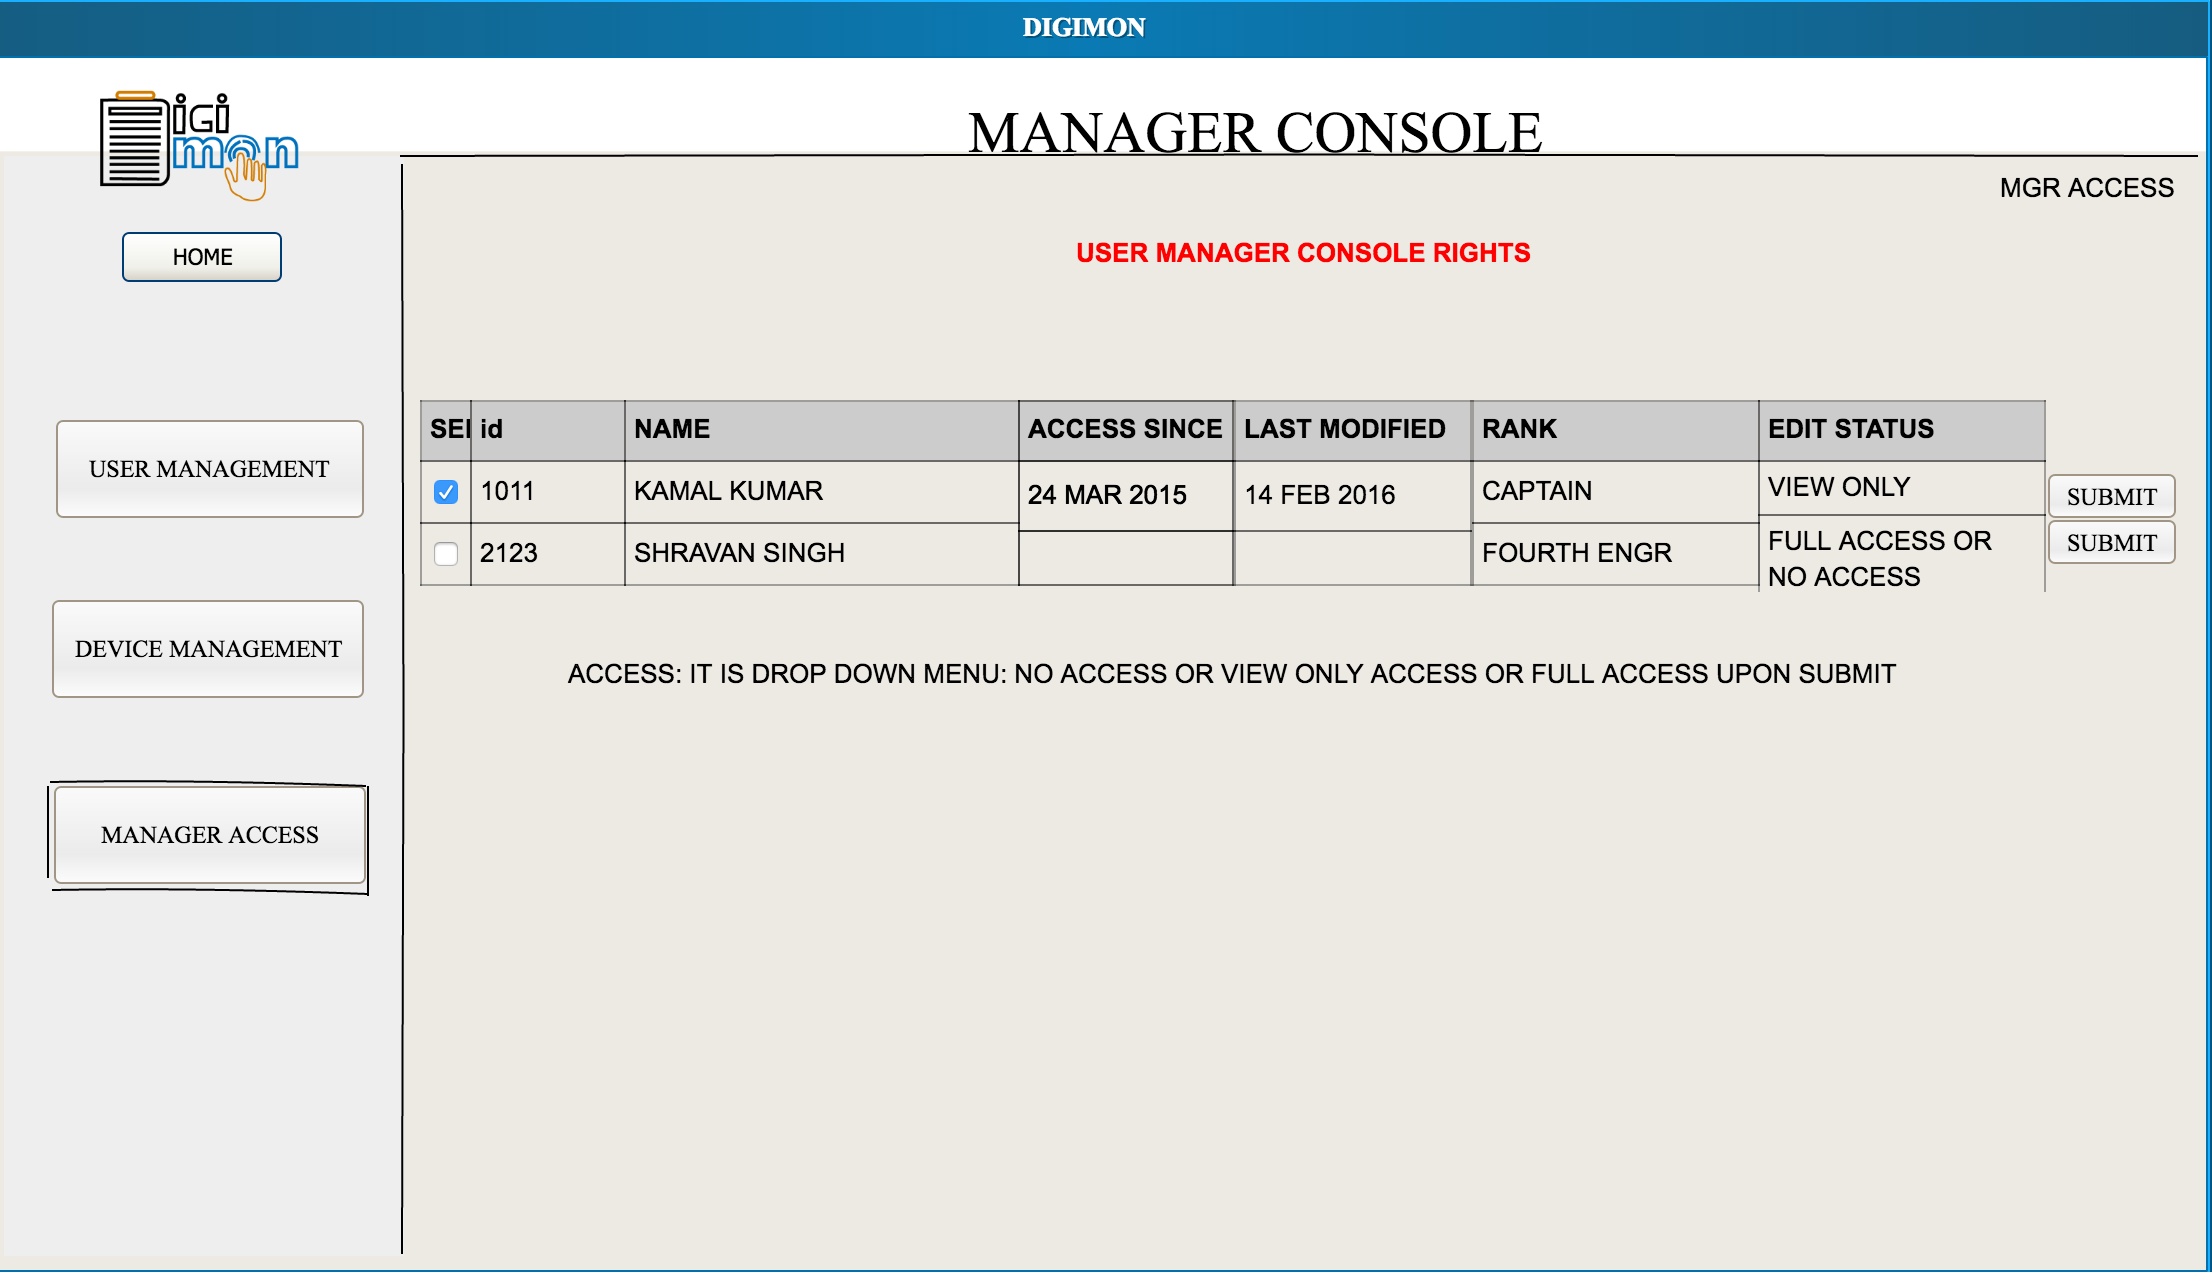 DIGIMON
iGi
mon
MANAGER CONSOLE
MGR ACCESS
HOME
USER MANAGER CONSOLE RIGHTS
SEL id NAME ACCESS SINCE LAST MODIFIED RANK EDIT STATUS
1011 KAMAL KUMAR 24 MAR 2015 14 FEB 2016 CAPTAIN VIEW ONLY SUBMIT
2123 SHRAVAN SINGH FOURTH ENGR FULL ACCESS OR SUBMIT
NO ACCESS
USER MANAGEMENT
DEVICE MANAGEMENT
ACCESS: IT IS DROP DOWN MENU: NO ACCESS OR VIEW ONLY ACCESS OR FULL ACCESS UPON SUBMIT
MANAGER ACCESS